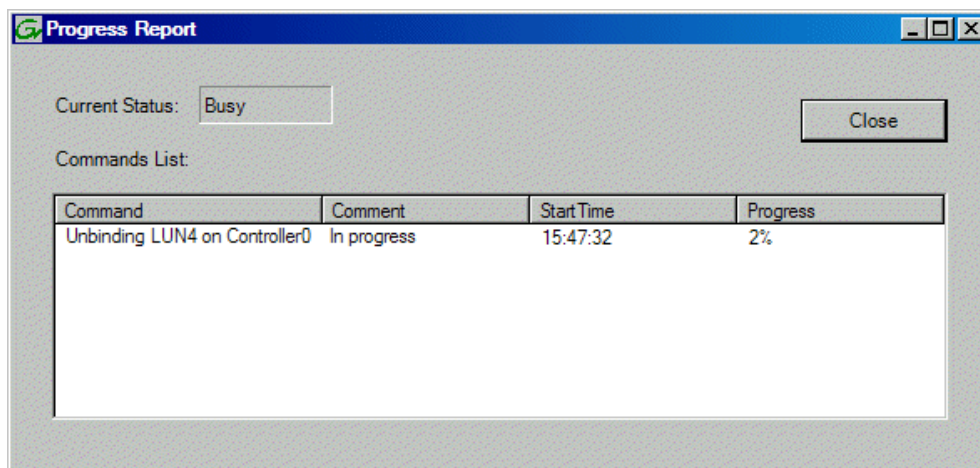 Progress Report
Current Status: Busy
Close
Commands List:
Command Comment StartTime Progress
Unbinding LUN4 on Controller0 In progress 15:47:32 2%